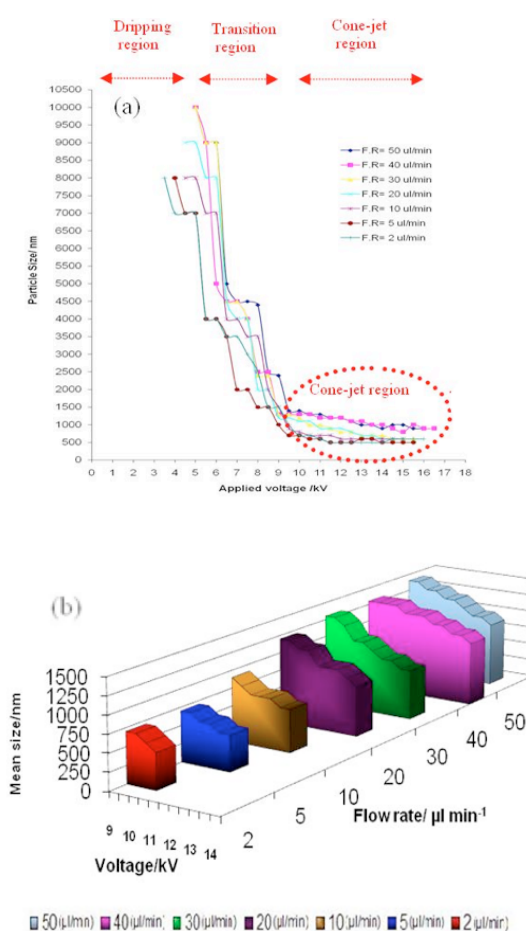 Dripping region
Transition region
Cone-jet region
(a)
10500
10000
9500
9000
8500
8000
7500
7000
6500
6000
5500
5000
4500
4000
3500
3000
2500
2000
1500
1000
500
0
Particle Size/ nm
F.R= 50 ul/min
F.R= 40 ul/min
F.R= 30 ul/min
F.R= 20 ul/min
F.R= 10 ul/min
F.R= 5 ul/min
F.R= 2 ul/min
Cone-jet region
0 1 2 3 4 5 6 7 8 9 10 11 12 13 14 15 16 17 18
Applied voltage /kV
(b)
1500
1250
1000
750
500
250
0
Mean size/nm
9 10 11 12 13 14
Voltage/kV
2 5 10 20 30 40 50
Flow rate/ µl min-1
50 (µl/min) 40 (µl/min) 30 (µl/min) 20 (µl/min) 10 (µl/min) 5 (µl/min) 2 (µl/min)